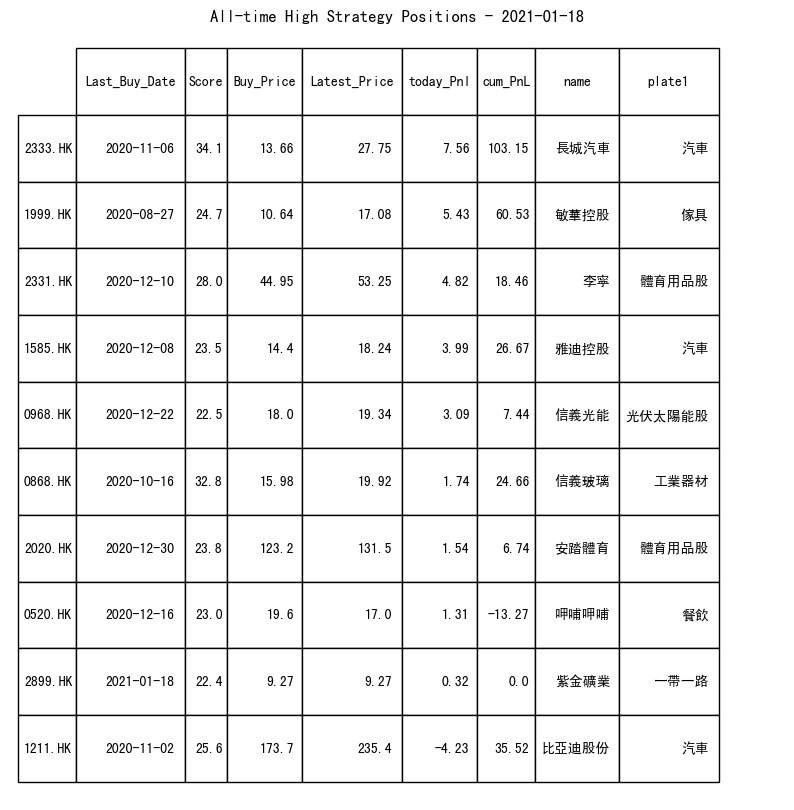 All-time High Strategy Positions - 2021-01-18
Last_Buy_Date Score Buy_Price Latest_Price today_Pnl cum_PnL name plate1
2333.HK 2020-11-06 34.1 13.66 27.75 7.56 103.15 長城汽車 汽車
1999.HK 2020-08-27 24.7 10.64 17.08 5.43 60.53 敏華控股 傢具
2331.HK 2020-12-10 28.0 44.95 53.25 4.82 18.46 李寧 體育用品股
1585.HK 2020-12-08 23.5 14.4 18.24 3.99 26.67 雅迪控股 汽車
0968.HK 2020-12-22 22.5 18.0 19.34 3.09 7.44 信義光能 光伏太陽能股
0868.HK 2020-10-16 32.8 15.98 19.92 1.74 24.66 信義玻璃 工業器材
2020.HK 2020-12-30 23.8 123.2 131.5 1.54 6.74 安踏體育 體育用品股
0520.HK 2020-12-16 23.0 19.6 17.0 1.31 -13.27 呷哺呷哺 餐飲
2899.HK 2021-01-18 22.4 9.27 9.27 0.32 0.0 紫金礦業 一帶一路
1211.HK 2020-11-02 25.6 173.7 235.4 -4.23 35.52 比亞迪股份 汽車